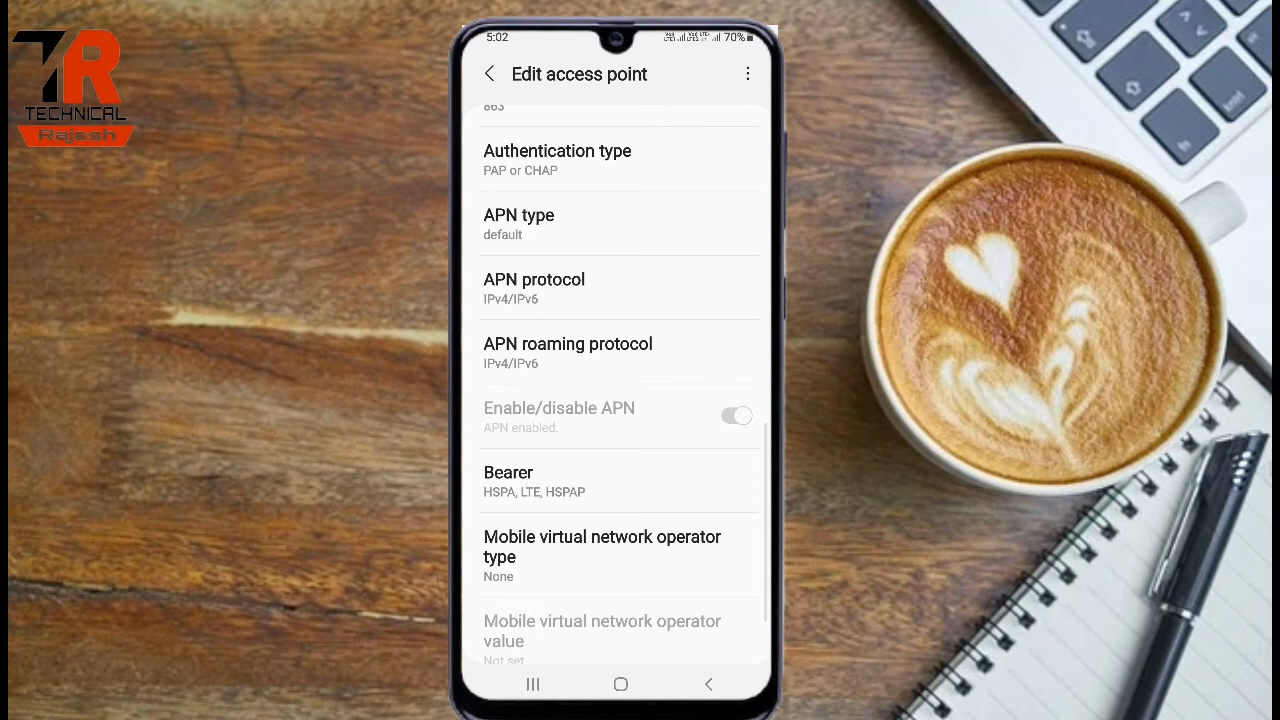 TR
TECHNICAL
Rajesh
5:02
70%
Edit access point
863
Authentication type
PAP or CHAP
APN type
default
APN protocol
IPv4/IPv6
APN roaming protocol
IPv4/IPv6
Enable/disable APN
APN enabled.
Bearer
HSPA, LTE, HSPAP
Mobile virtual network operator
type
None
Mobile virtual network operator
value
Not set